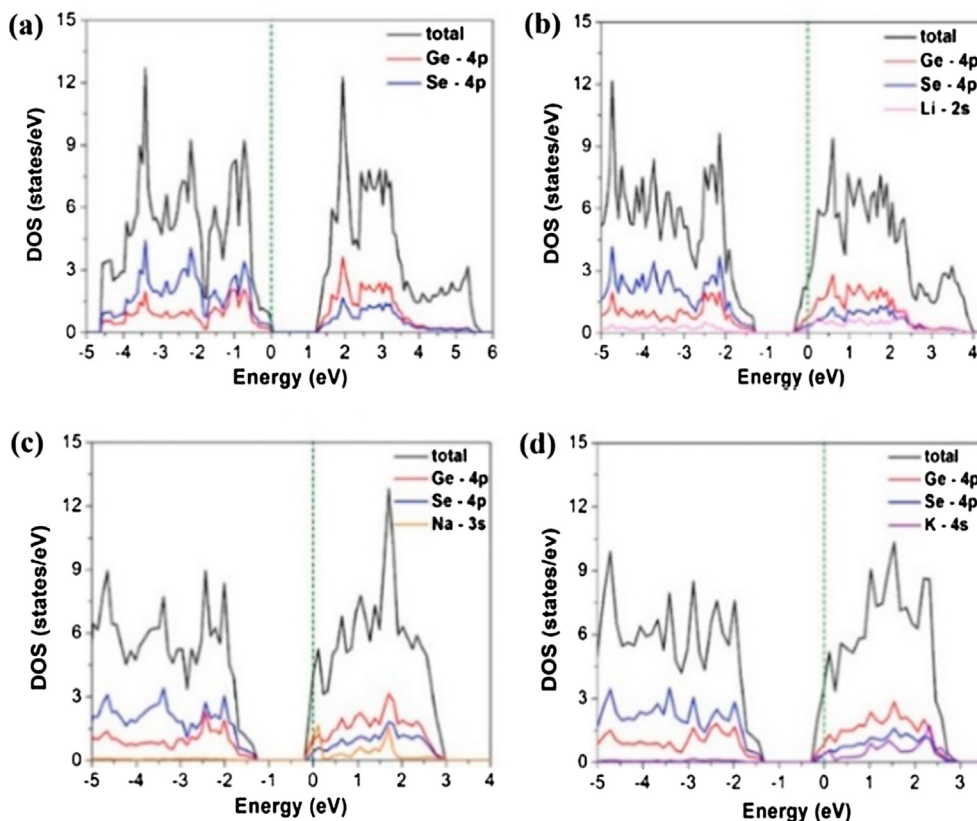 (a)
DOS (states/eV)
15
12
9
6
3
0
total
Ge - 4p
Se - 4p
-5 -4 -3 -2 -1 0 1 2 3 4 5 6
Energy (eV)
(b)
DOS (states/eV)
15
12
9
6
3
0
total
Ge - 4p
Se - 4p
Li - 2s
-5 -4 -3 -2 -1 0 1 2 3 4
Energy (eV)
(c)
DOS (states/eV)
15
12
9
6
3
0
total
Ge - 4p
Se - 4p
Na - 3s
-5 -4 -3 -2 -1 0 1 2 3 4
Energy (eV)
(d)
DOS (states/ev)
15
12
9
6
3
0
total
Ge - 4p
Se - 4p
K - 4s
-5 -4 -3 -2 -1 0 1 2 3
Energy (eV)